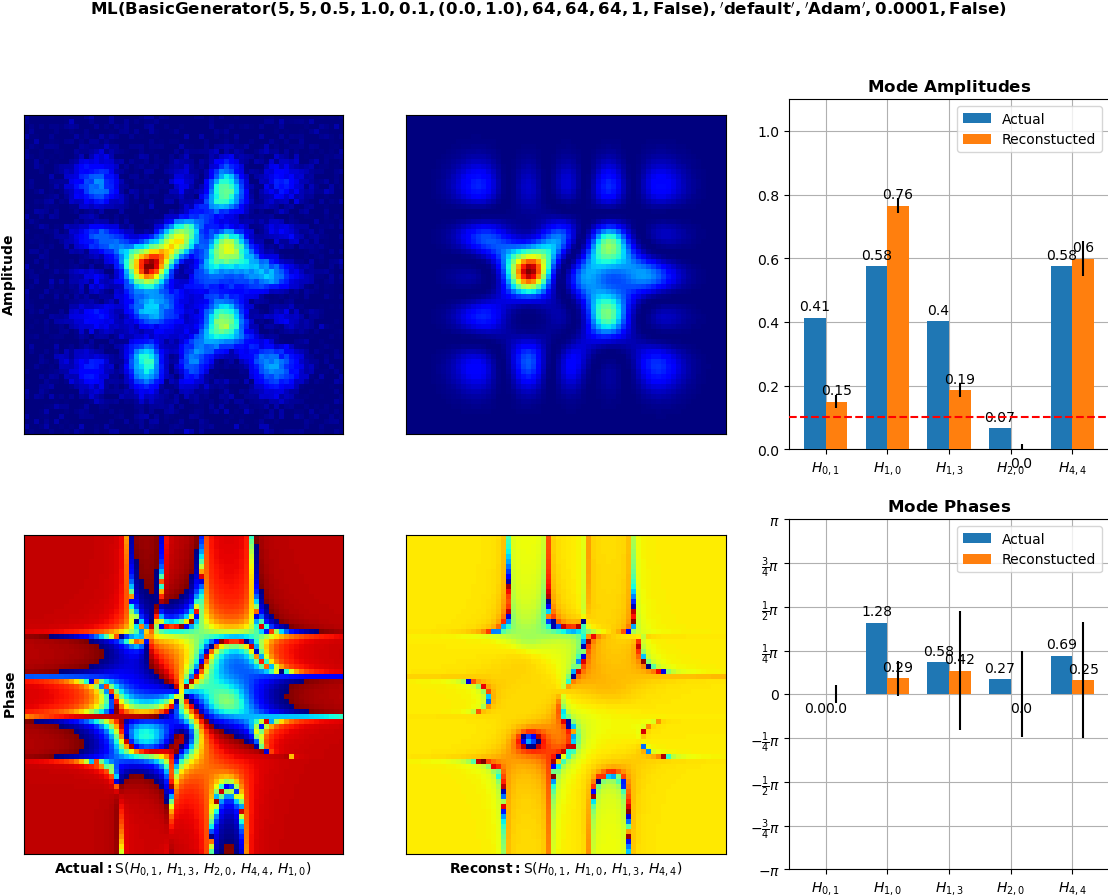 ML(BasicGenerator(5, 5, 0.5, 1.0, 0.1, (0.0, 1.0), 64, 64, 64, 1, False), ′default′, ′Adam′, 0.0001, False)
Amplitude
Mode Amplitudes
Actual
Reconstucted
1.0
0.8
0.6
0.4
0.2
0.0
0.41
0.15
0.58
0.76
0.4
0.19
0.07
0.0
0.58
0.6
H0,1
H1,0
H1,3
H2,0
H4,4
Phase
Actual: S(H0,1, H1,3, H2,0, H4,4, H1,0)
Reconst: S(H0,1, H1,0, H1,3, H4,4)
Mode Phases
Actual
Reconstucted
π
3/4π
1/2π
1/4π
0
−1/4π
−1/2π
−3/4π
−π
0.0
0.0
1.28
0.29
0.58
0.42
0.27
0.0
0.69
0.25
H0,1
H1,0
H1,3
H2,0
H4,4